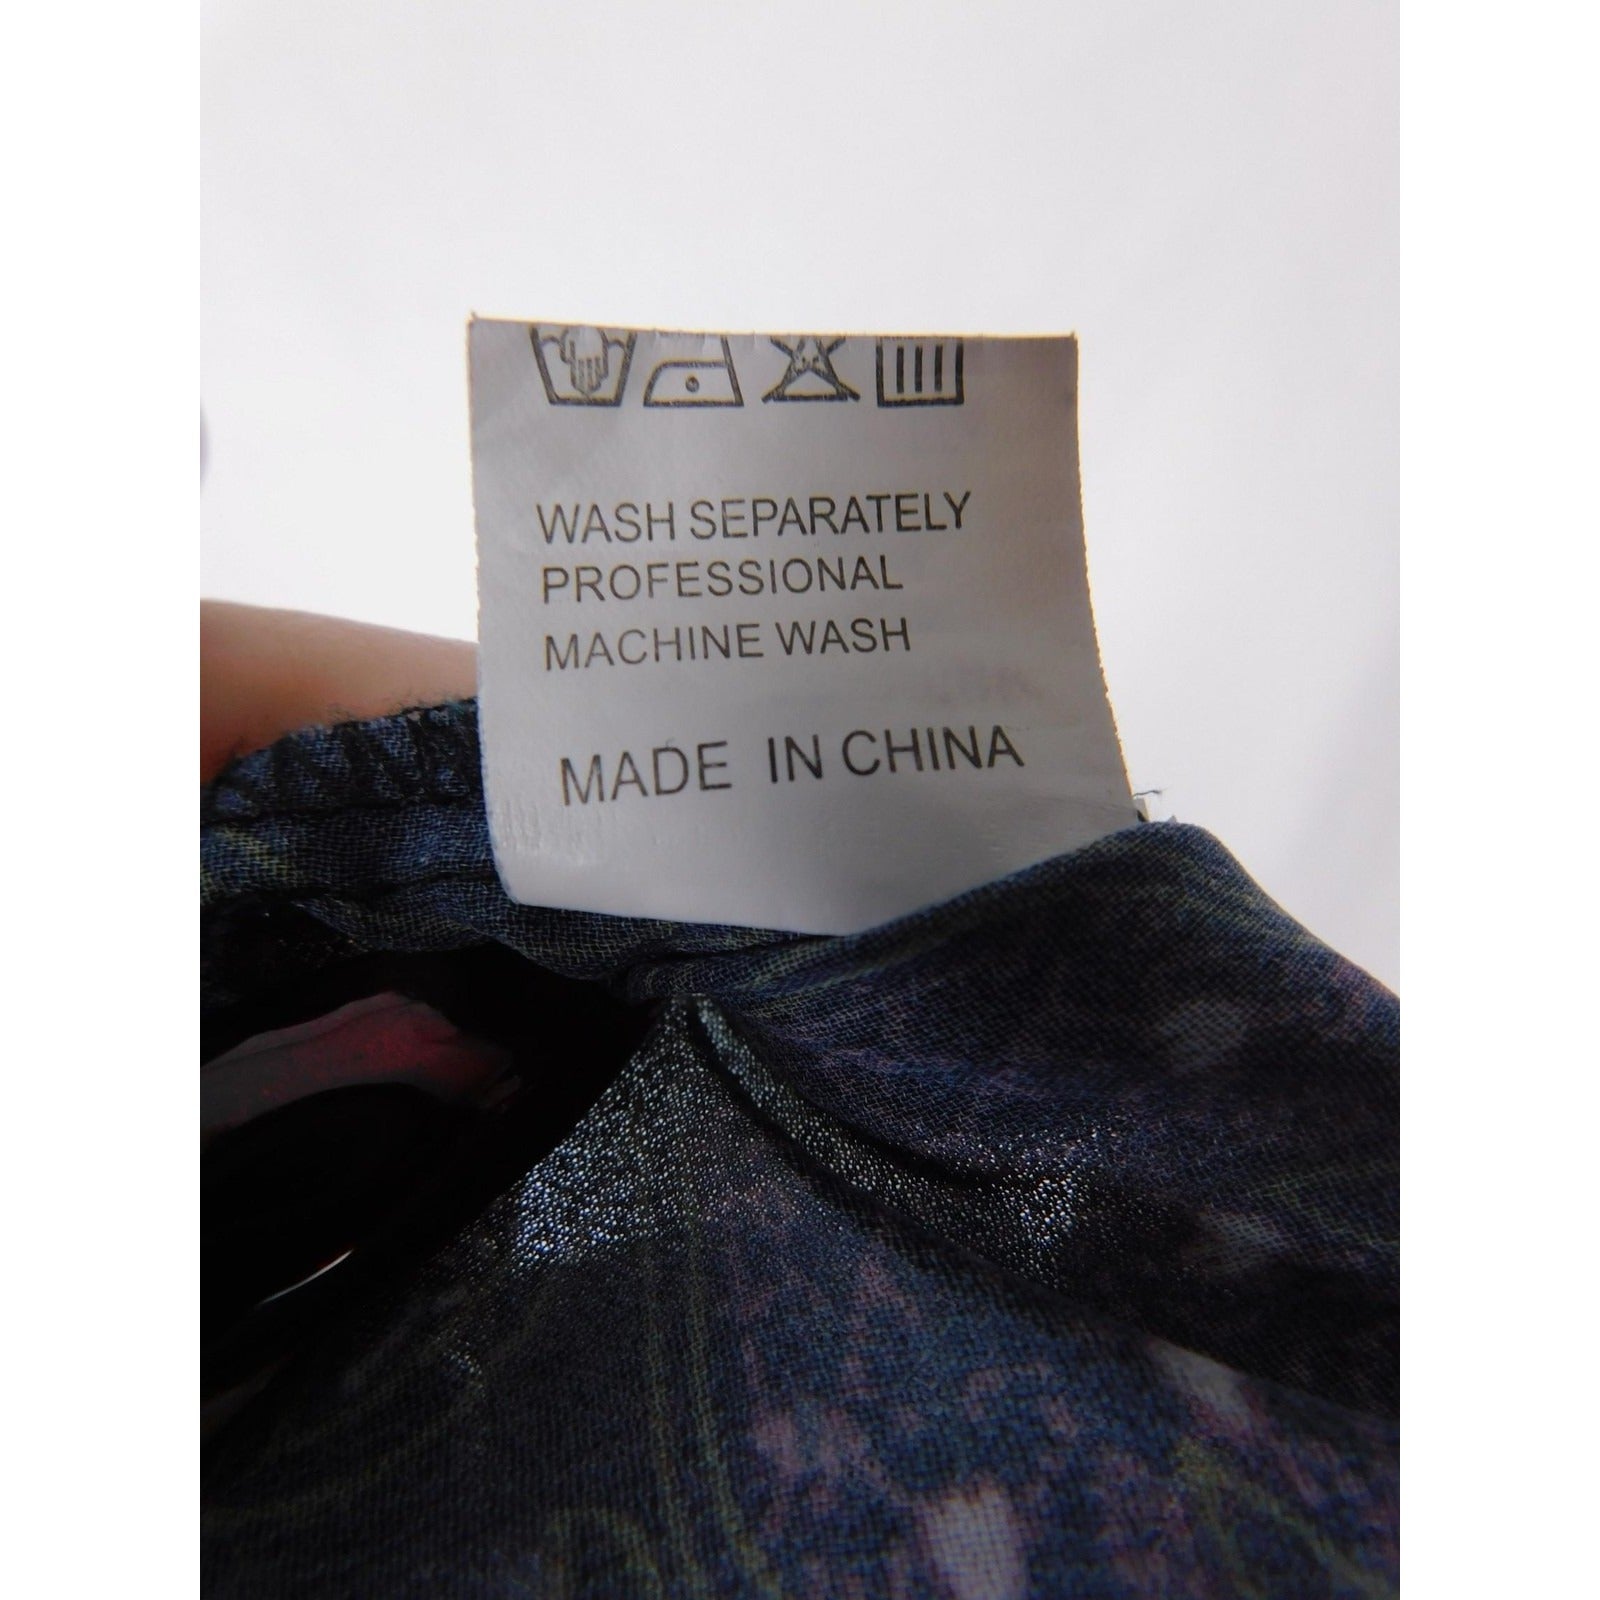 WASH SEPARATELY
PROFESSIONAL
MACHINE WASH
MADE IN CHINA